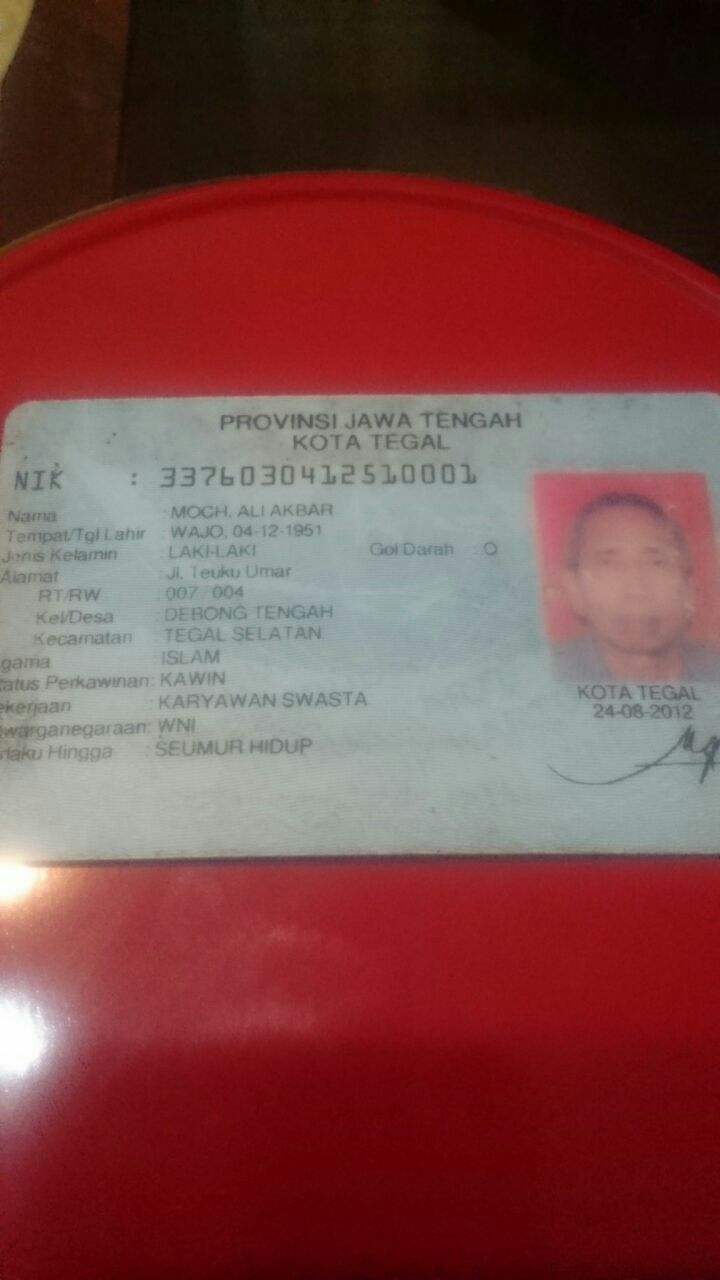 PROVINSI JAWA TENGAH
KOTA TEGAL
NIK : 3376030412510001
Nama : MOCH. ALI AKBAR
Tempat/Tgl Lahir : WAJO, 04-12-1951
Jenis Kelamin : LAKI-LAKI Gol Darah : O
Alamat : Jl. Teuku Umar
RT/RW : 007 / 004
Kel/Desa : DEBONG TENGAH
Kecamatan : TEGAL SELATAN
gama : ISLAM
tatus Perkawinan: KAWIN
ekerjaan : KARYAWAN SWASTA
ewarganegaraan: WNI
rlaku Hingga : SEUMUR HIDUP
KOTA TEGAL
24-08-2012